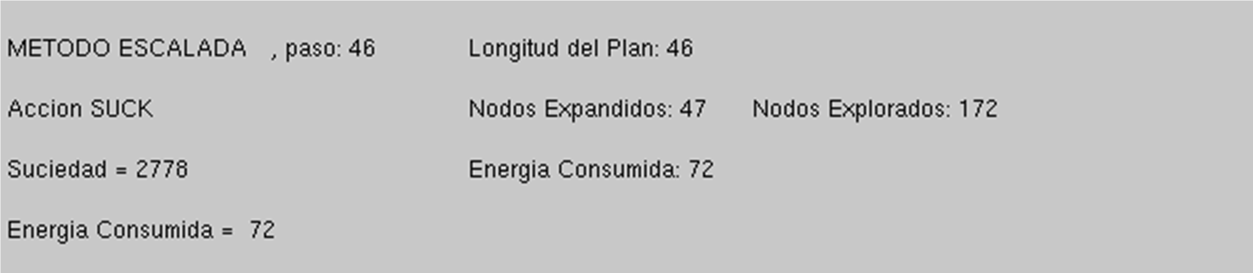 METODO ESCALADA , paso: 46 Longitud del Plan: 46
Accion SUCK Nodos Expandidos: 47 Nodos Explorados: 172
Suciedad = 2778 Energia Consumida: 72
Energia Consumida = 72